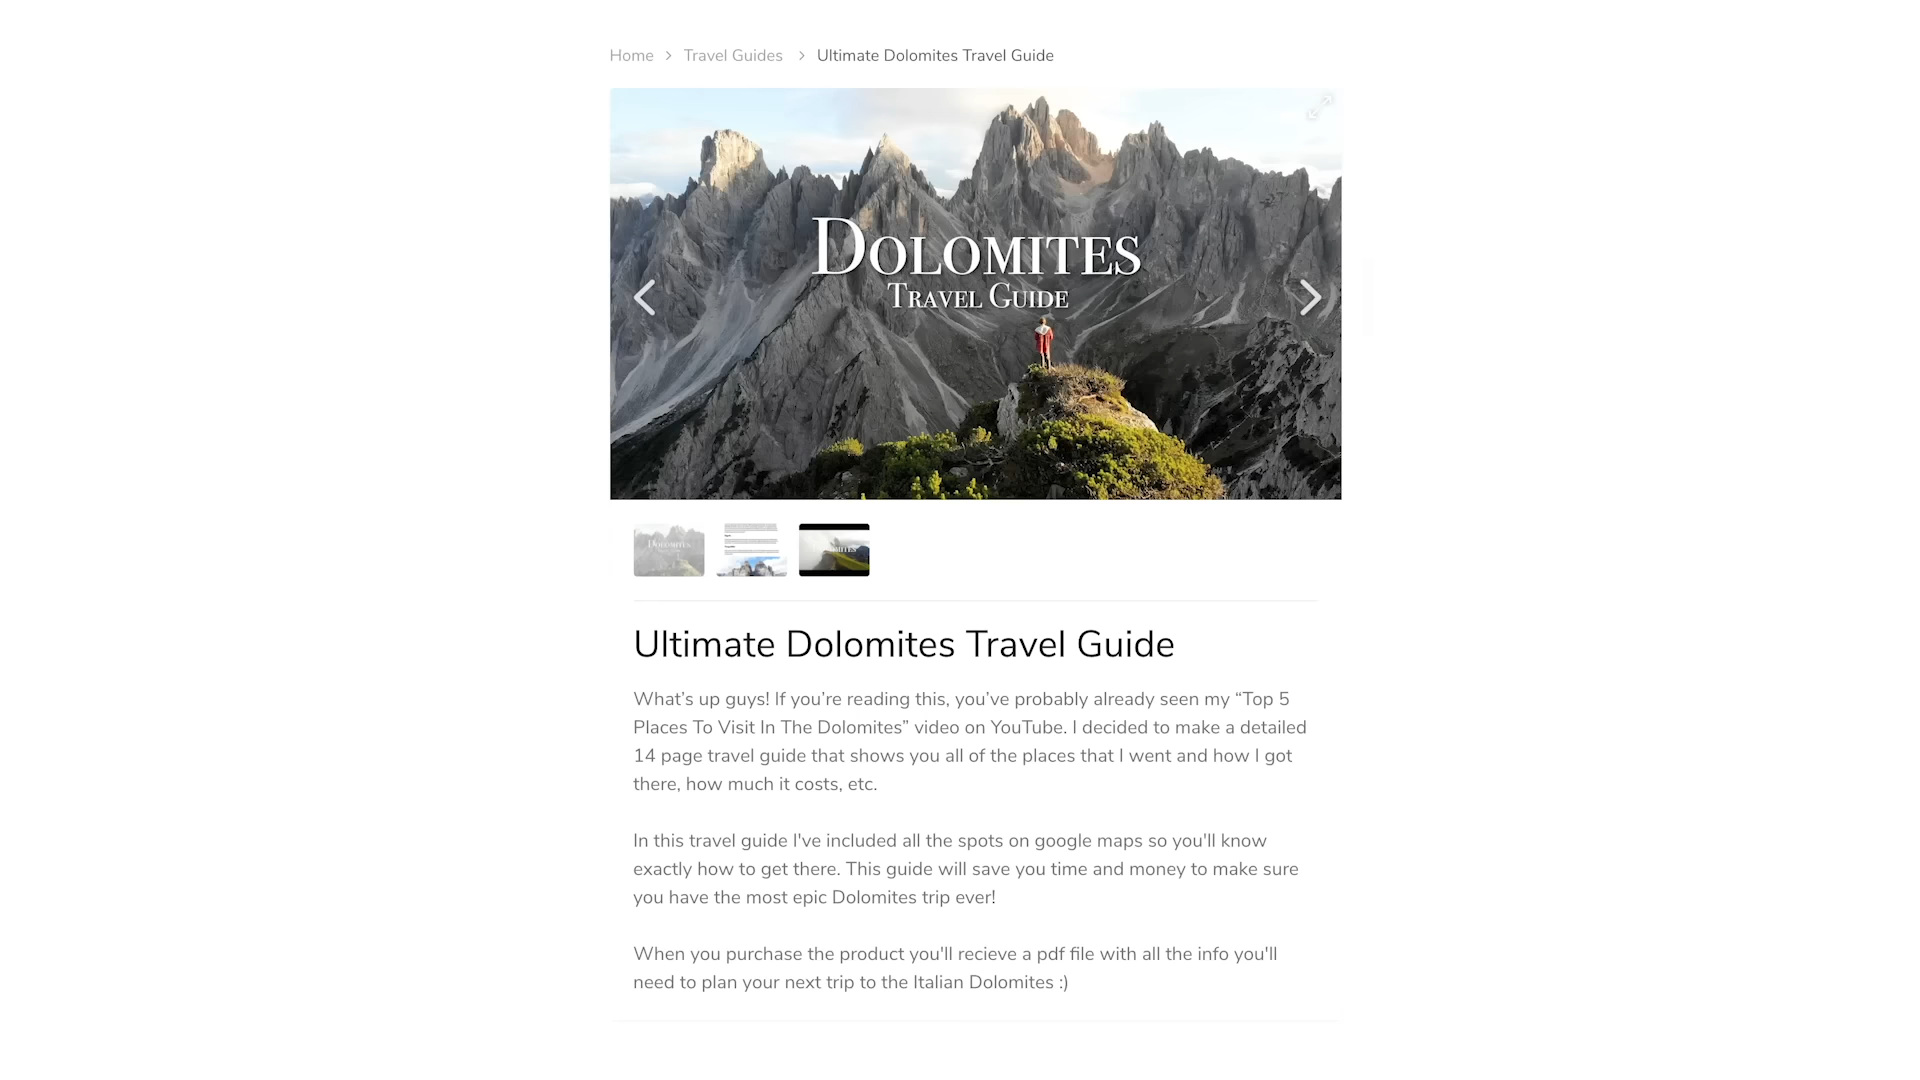 Home > Travel Guides > Ultimate Dolomites Travel Guide
DOLOMITES
TRAVEL GUIDE
DOLOMITES
Ultimate Dolomites Travel Guide
What’s up guys! If you’re reading this, you’ve probably already seen my “Top 5
Places To Visit In The Dolomites” video on YouTube. I decided to make a detailed
14 page travel guide that shows you all of the places that I went and how I got
there, how much it costs, etc.
In this travel guide I've included all the spots on google maps so you'll know
exactly how to get there. This guide will save you time and money to make sure
you have the most epic Dolomites trip ever!
When you purchase the product you'll recieve a pdf file with all the info you'll
need to plan your next trip to the Italian Dolomites :)